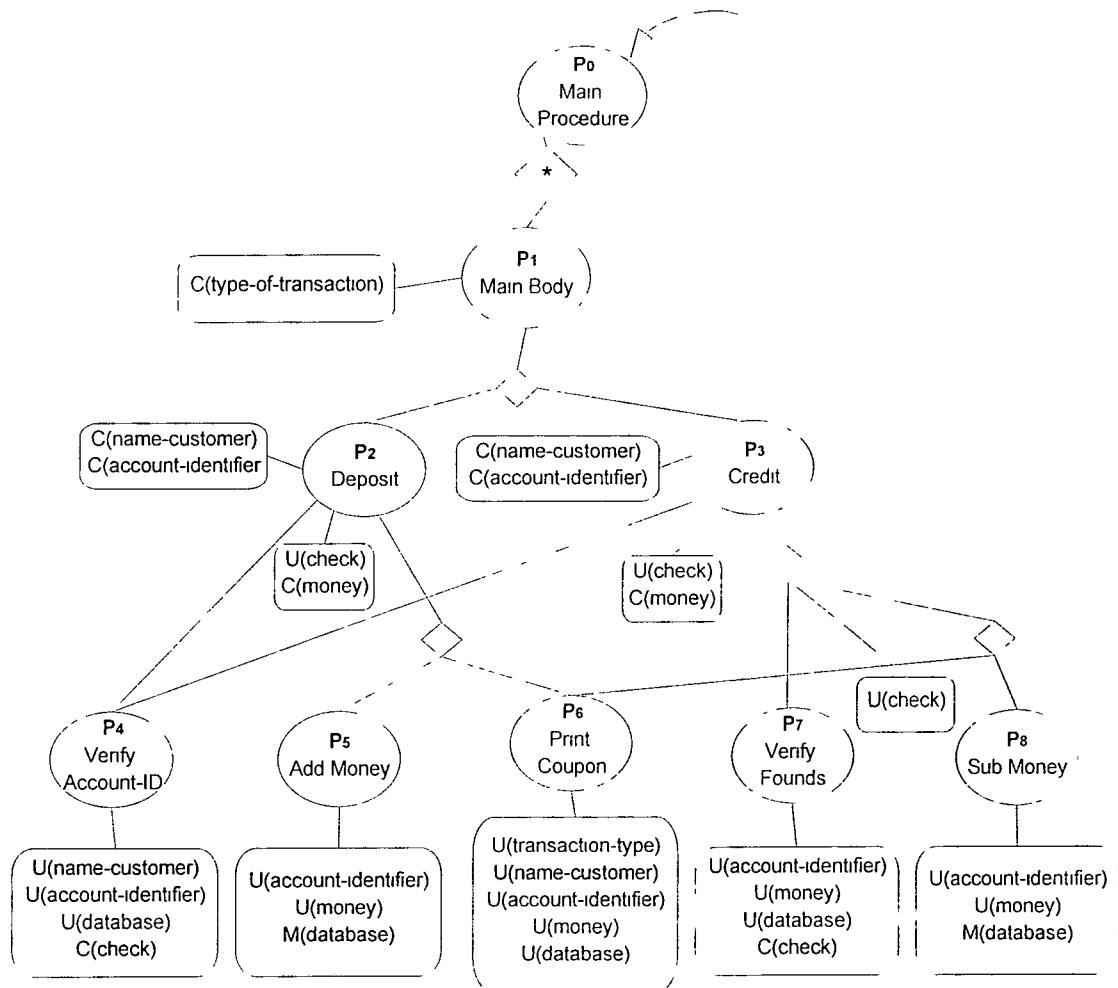 P0
Main
Procedure
*
P1
Main Body
C(type-of-transaction)
P2
Deposit
C(name-customer)
C(account-identifier
P3
Credit
C(name-customer)
C(account-identifier)
U(check)
C(money)
U(check)
C(money)
U(check)
P4
Verify
Account-ID
P5
Add Money
P6
Print
Coupon
P7
Verify
Founds
P8
Sub Money
U(name-customer)
U(account-identifier)
U(database)
C(check)
U(account-identifier)
U(money)
M(database)
U(transaction-type)
U(name-customer)
U(account-identifier)
U(money)
U(database)
U(account-identifier)
U(money)
U(database)
C(check)
U(account-identifier)
U(money)
M(database)